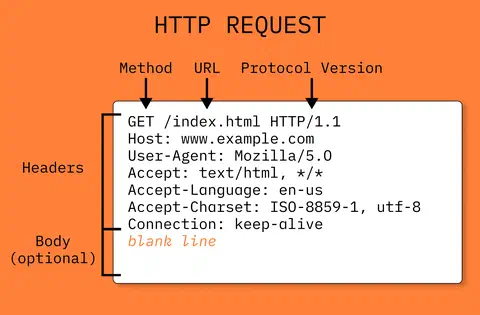 HTTP REQUEST
Method URL Protocol Version
GET /index.html HTTP/1.1
Host: www.example.com
User-Agent: Mozilla/5.0
Accept: text/html, */*
Accept-Language: en-us
Accept-Charset: ISO-8859-1, utf-8
Connection: keep-alive
blank line
Headers
Body
(optional)